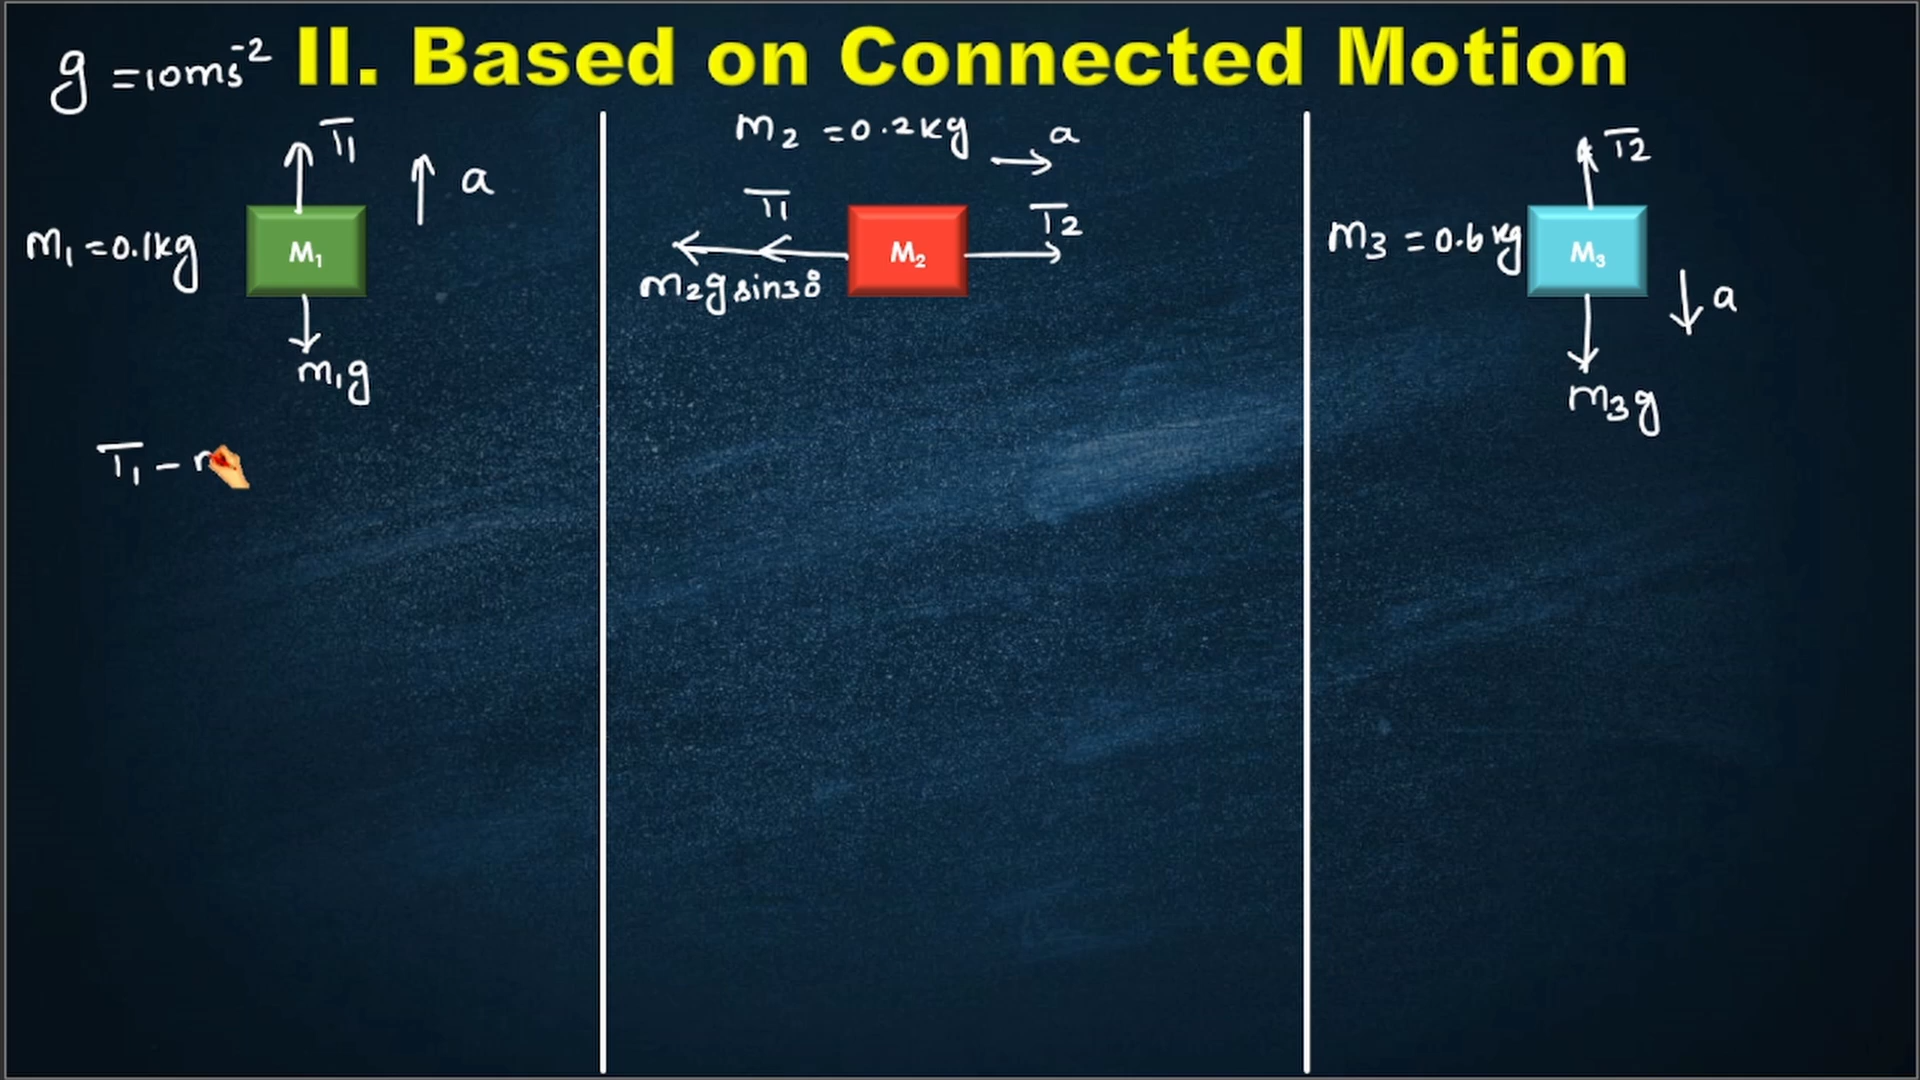 g = 10ms⁻² II. Based on Connected Motion
T1
a
m₁ = 0.1kg
M₁
m₁g
T₁ -
m₂ = 0.2kg
a
T1
T2
M₂
m₂g sin30°
T2
m₃ = 0.6kg
M₃
a
m₃g